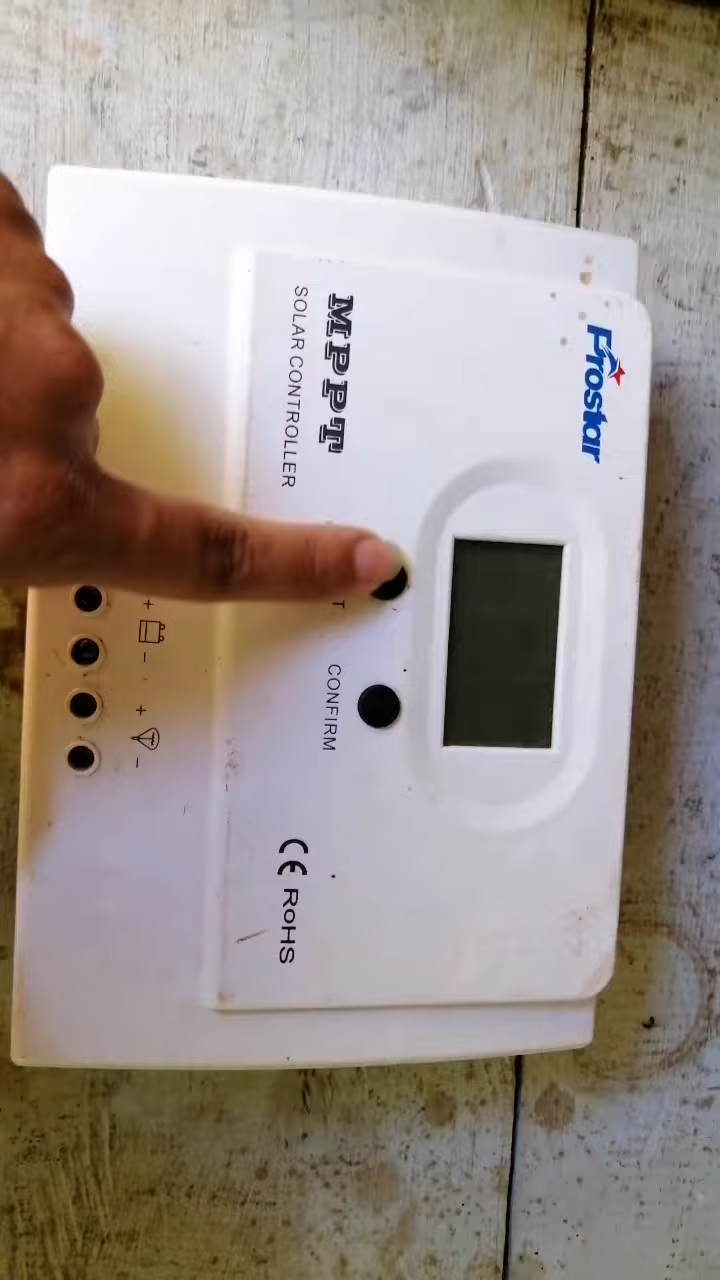 Prostar
MPPT
SOLAR CONTROLLER
T
CONFIRM
CE RoHS
+ -
+ -